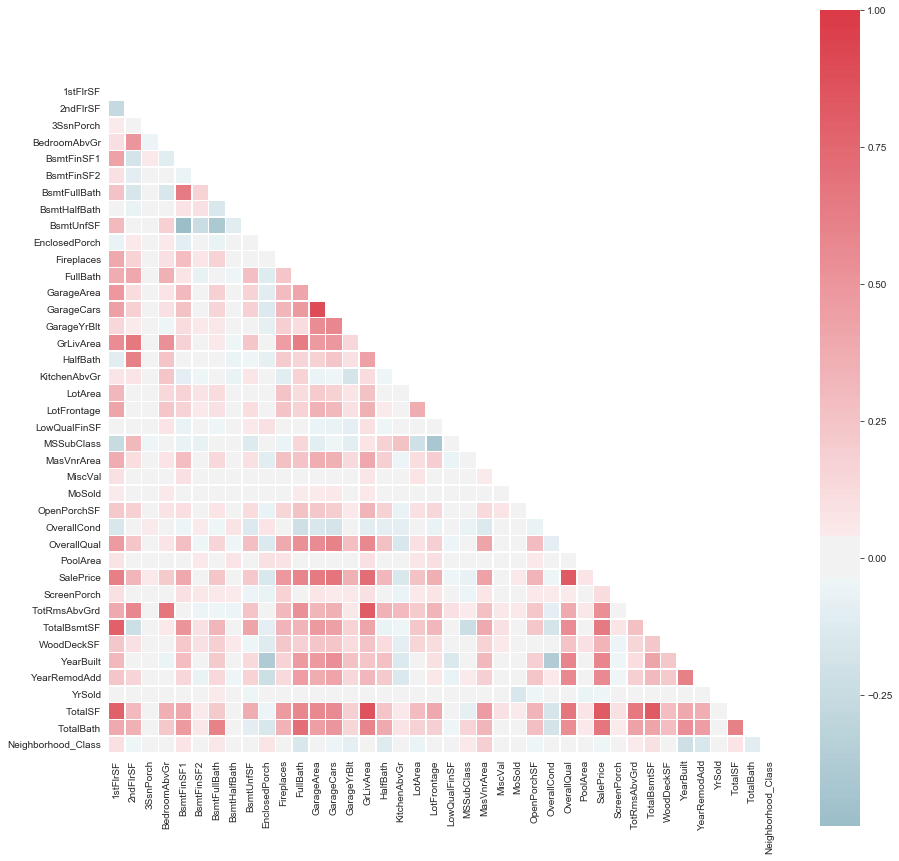 1stFlrSF
2ndFlrSF
3SsnPorch
BedroomAbvGr
BsmtFinSF1
BsmtFinSF2
BsmtFullBath
BsmtHalfBath
BsmtUnfSF
EnclosedPorch
Fireplaces
FullBath
GarageArea
GarageCars
GarageYrBlt
GrLivArea
HalfBath
KitchenAbvGr
LotArea
LotFrontage
LowQualFinSF
MSSubClass
MasVnrArea
MiscVal
MoSold
OpenPorchSF
OverallCond
OverallQual
PoolArea
SalePrice
ScreenPorch
TotRmsAbvGrd
TotalBsmtSF
WoodDeckSF
YearBuilt
YearRemodAdd
YrSold
TotalSF
TotalBath
Neighborhood_Class
1stFlrSF
2ndFlrSF
3SsnPorch
BedroomAbvGr
BsmtFinSF1
BsmtFinSF2
BsmtFullBath
BsmtHalfBath
BsmtUnfSF
EnclosedPorch
Fireplaces
FullBath
GarageArea
GarageCars
GarageYrBlt
GrLivArea
HalfBath
KitchenAbvGr
LotArea
LotFrontage
LowQualFinSF
MSSubClass
MasVnrArea
MiscVal
MoSold
OpenPorchSF
OverallCond
OverallQual
PoolArea
SalePrice
ScreenPorch
TotRmsAbvGrd
TotalBsmtSF
WoodDeckSF
YearBuilt
YearRemodAdd
YrSold
TotalSF
TotalBath
Neighborhood_Class
1.00
0.75
0.50
0.25
0.00
−0.25